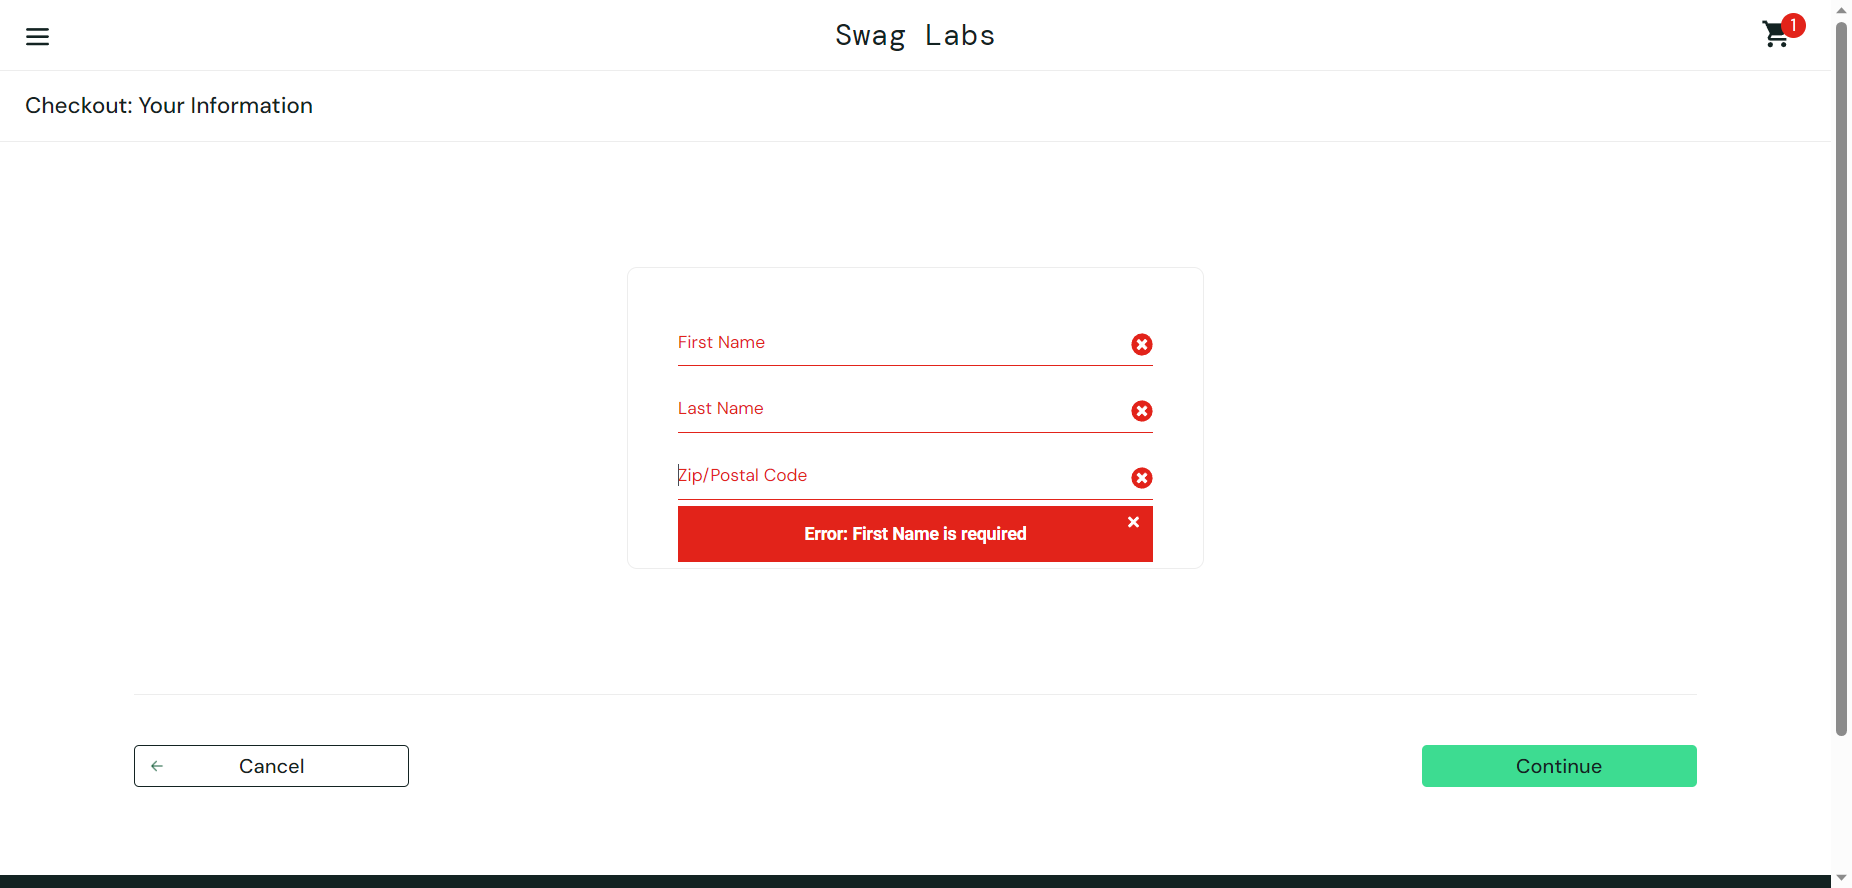 Swag Labs
1
Checkout: Your Information
First Name
Last Name
Zip/Postal Code
Error: First Name is required
Cancel
Continue